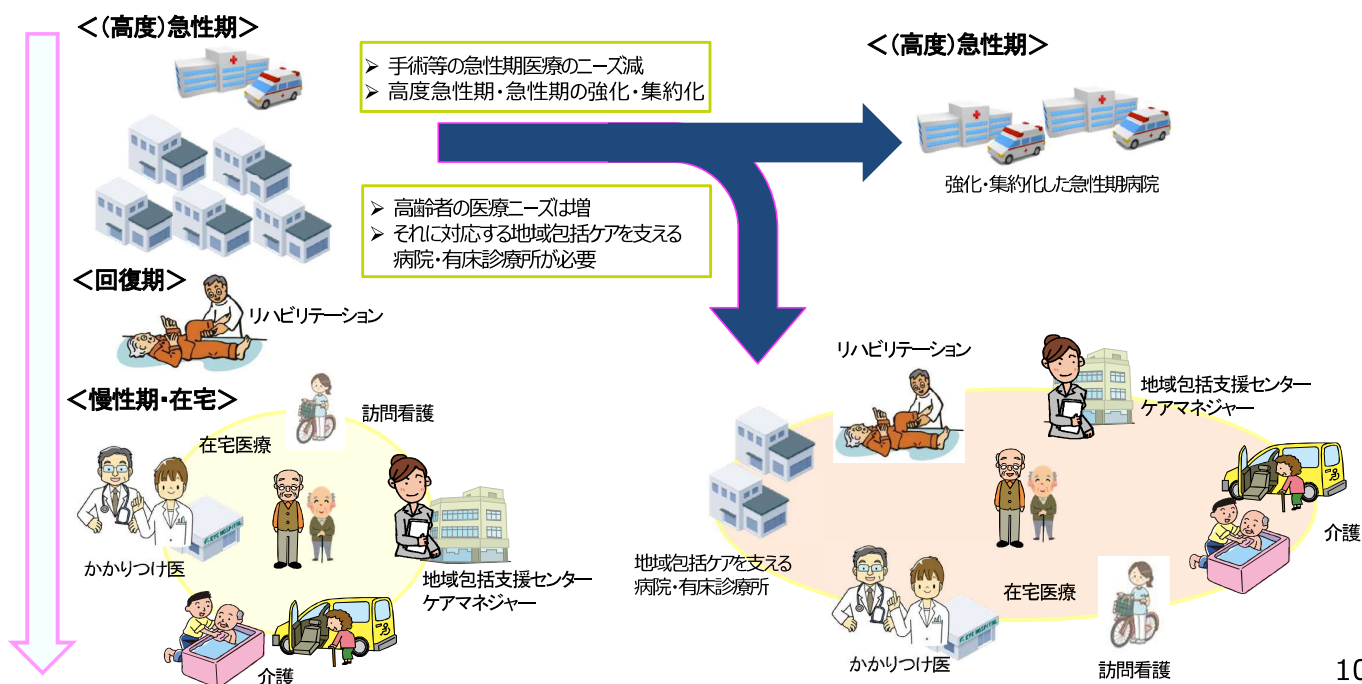 <(高度)急性期>
➢ 手術等の急性期医療のニーズ減
➢ 高度急性期・急性期の強化・集約化
<(高度)急性期>
強化・集約化した急性期病院
➢ 高齢者の医療ニーズは増
➢ それに対応する地域包括ケアを支える
病院・有床診療所が必要
<回復期>
リハビリテーション
<慢性期・在宅>
訪問看護
在宅医療
かかりつけ医
地域包括支援センター
ケアマネジャー
介護
リハビリテーション
地域包括支援センター
ケアマネジャー
介護
地域包括ケアを支える
病院・有床診療所
在宅医療
かかりつけ医
訪問看護
10